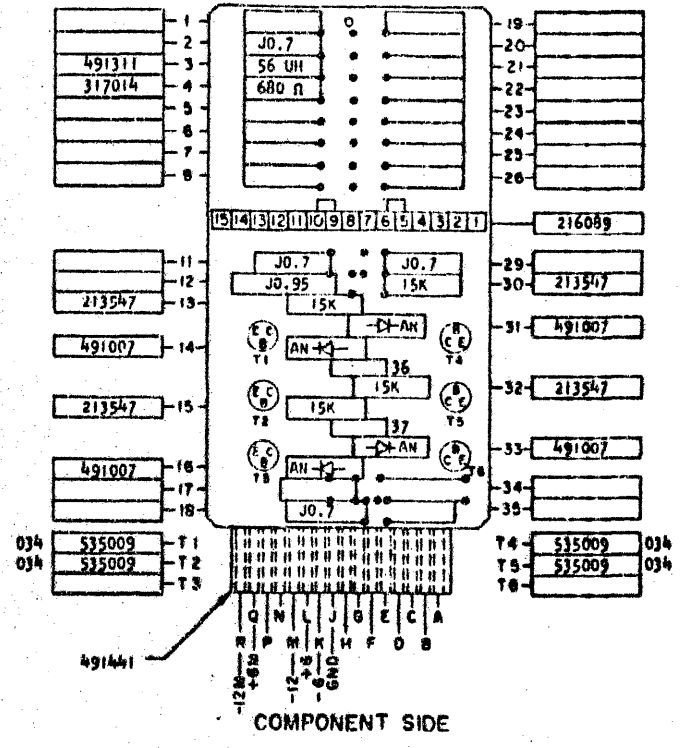 1 19
2 J0.7 20
491311 3 56 UH 21
317014 4 680 Ω 22
5 23
6 24
7 25
8 26
15 14 13 12 11 10 9 8 7 6 5 4 3 2 1 216089
11 J0.7 J0.7 29
12 J0.95 15K 30 213547
213547 13 15K
AN 31 491007
491007 14 AN
E C B T1 B C E T4
36
15K 32 213547
213547 15 15K
E C B T2 B C E T5
37
AN 33 491007
491007 16 AN
E C B T3 B C E T6
17 34
18 J0.7 35
034 535009 T1 T4 535009 034
034 535009 T2 T5 535009 034
T3 T6
Q N L J G E C A
R P M K H F D B
-12M +6M -12 +6 -6 GND
491441
COMPONENT SIDE